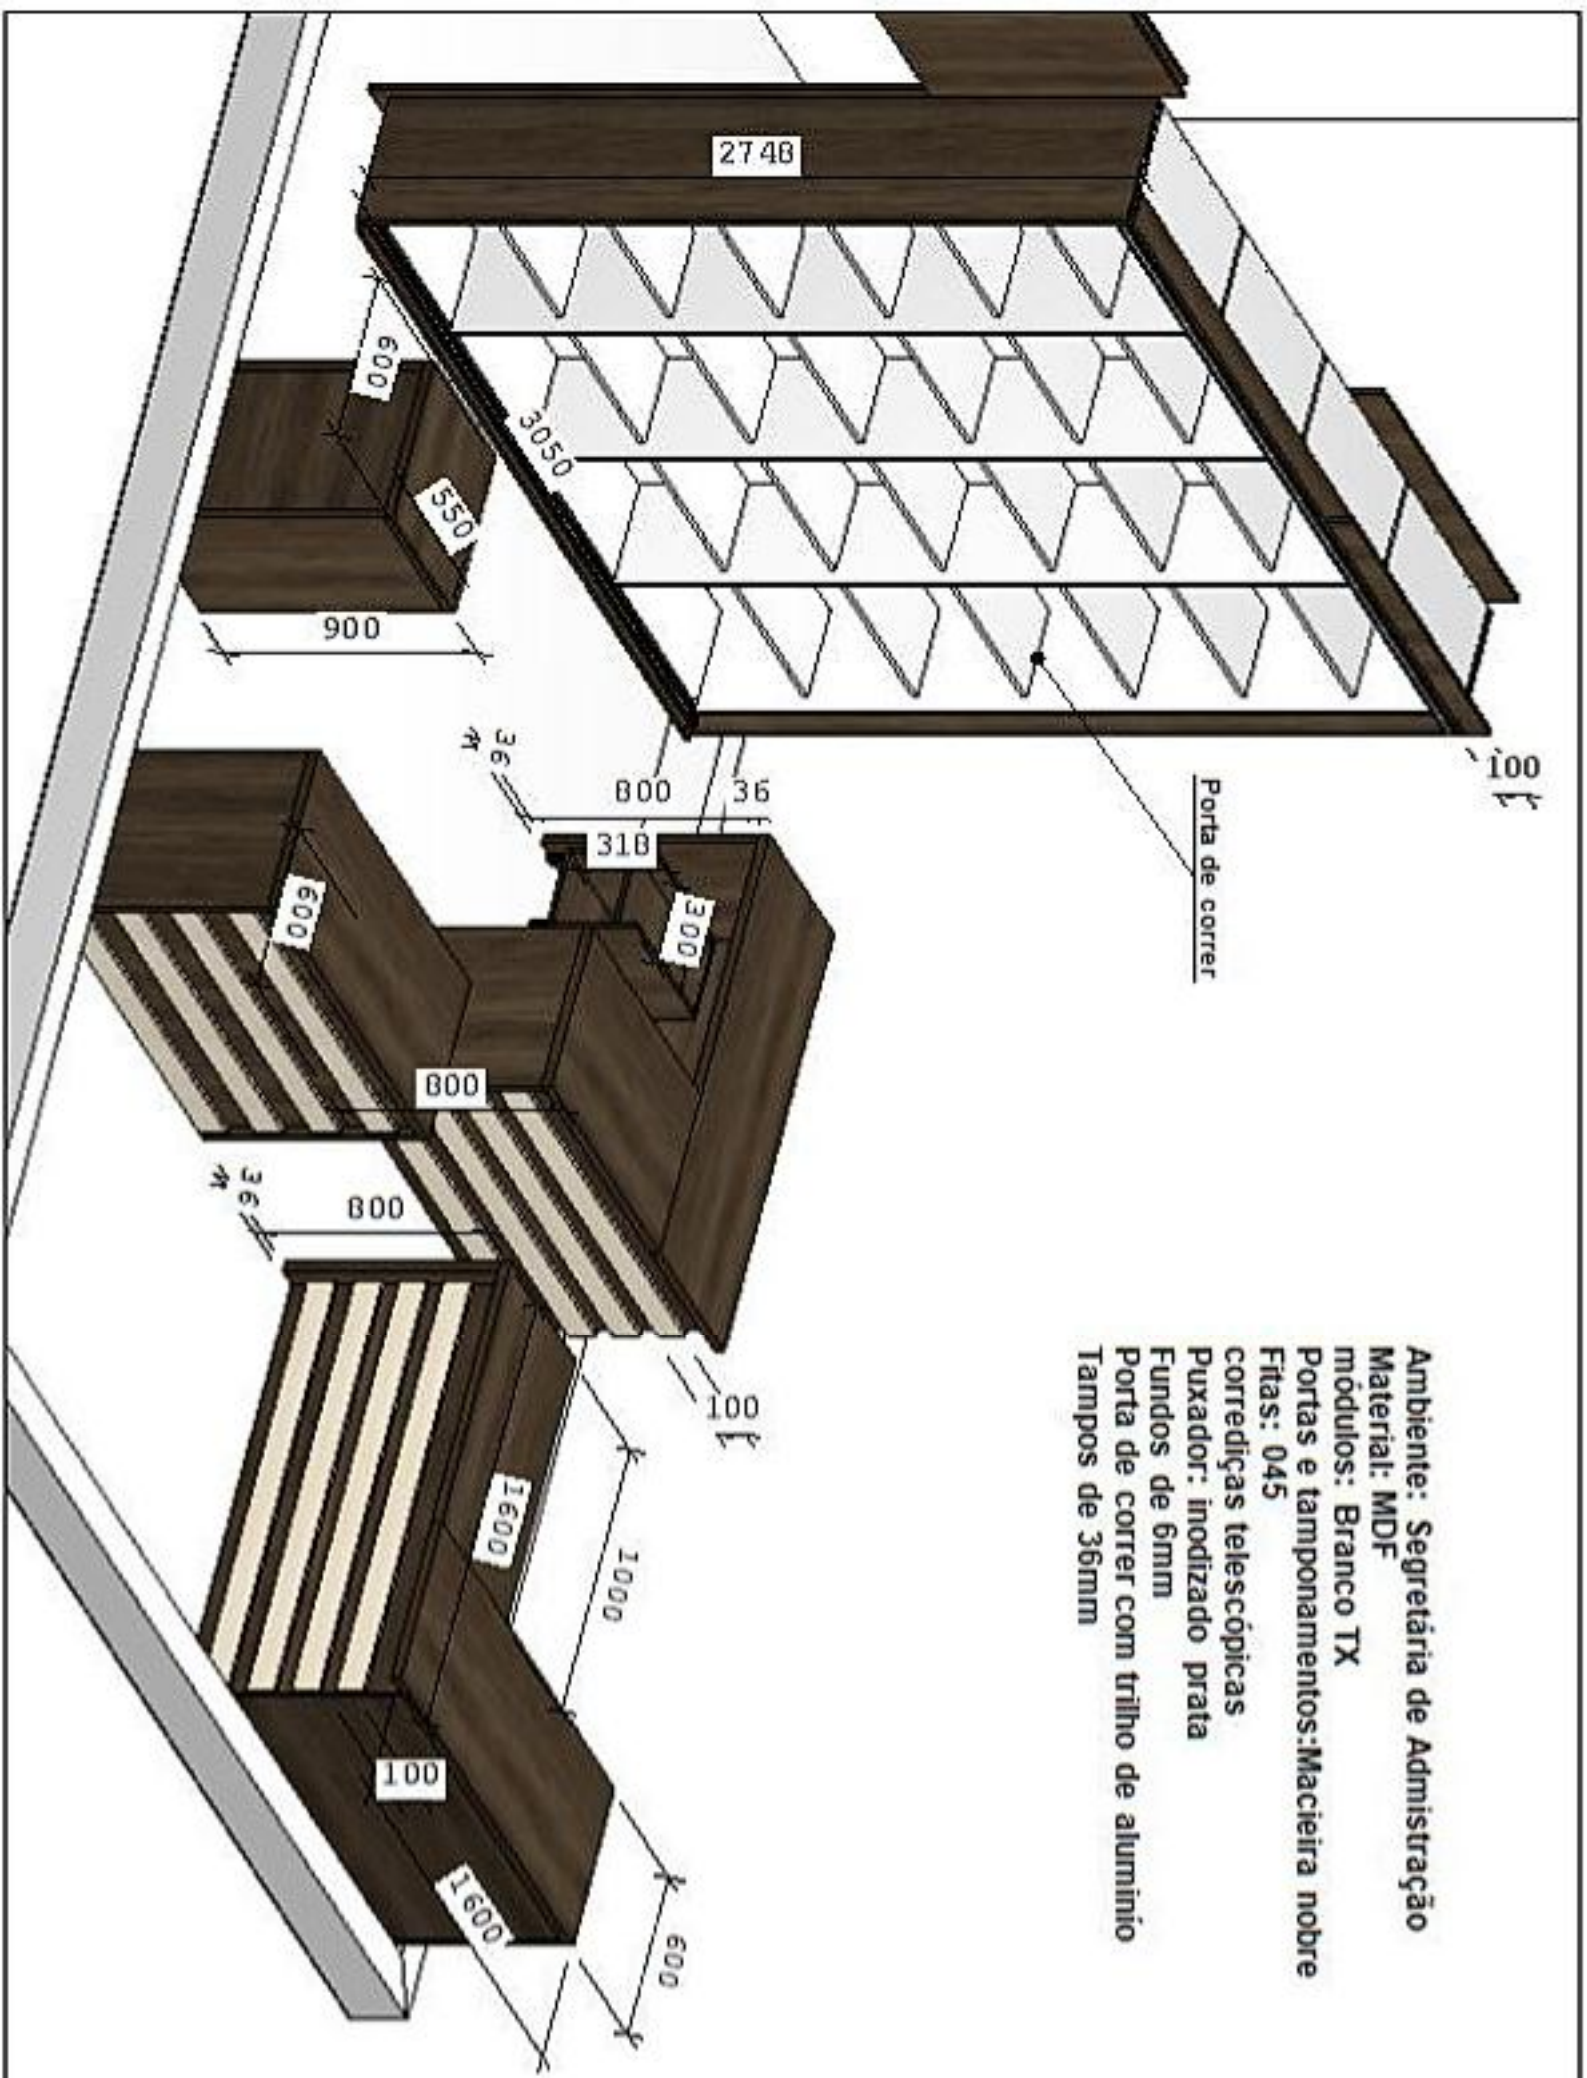 Ambiente: Segretária de Admistração
Material: MDF
módulos: Branco TX
Portas e tamponamentos:Macieira nobre
Fitas: 045
corrediças telescópicas
Puxador: inodizado prata
Fundos de 6mm
Porta de correr com trilho de aluminio
Tampos de 36mm
Porta de correr
100
2748
3050
600
550
900
36
800
36
318
300
600
800
36
800
100
1600
1000
100
1600
600